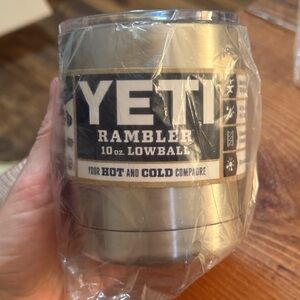 YETI
RAMBLER
10 oz. LOWBALL
YOUR HOT AND COLD COMPADRE